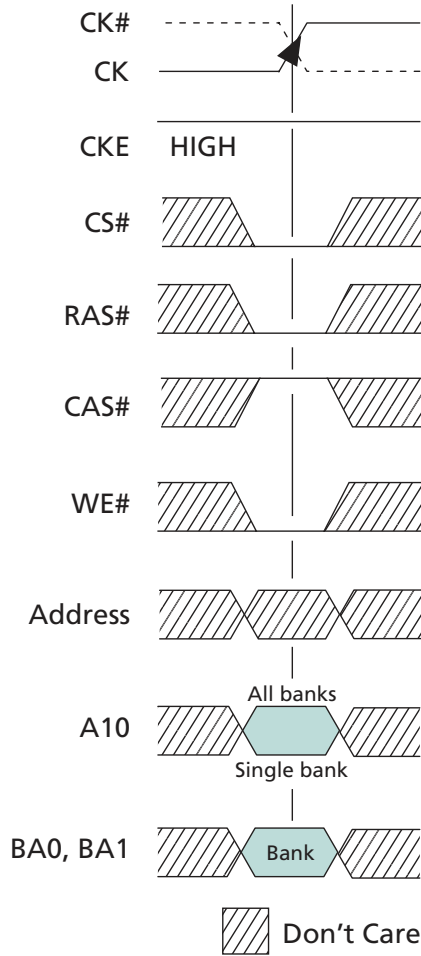 CK#
CK
CKE HIGH
CS#
RAS#
CAS#
WE#
Address
All banks
A10
Single bank
BA0, BA1 Bank
Don't Care